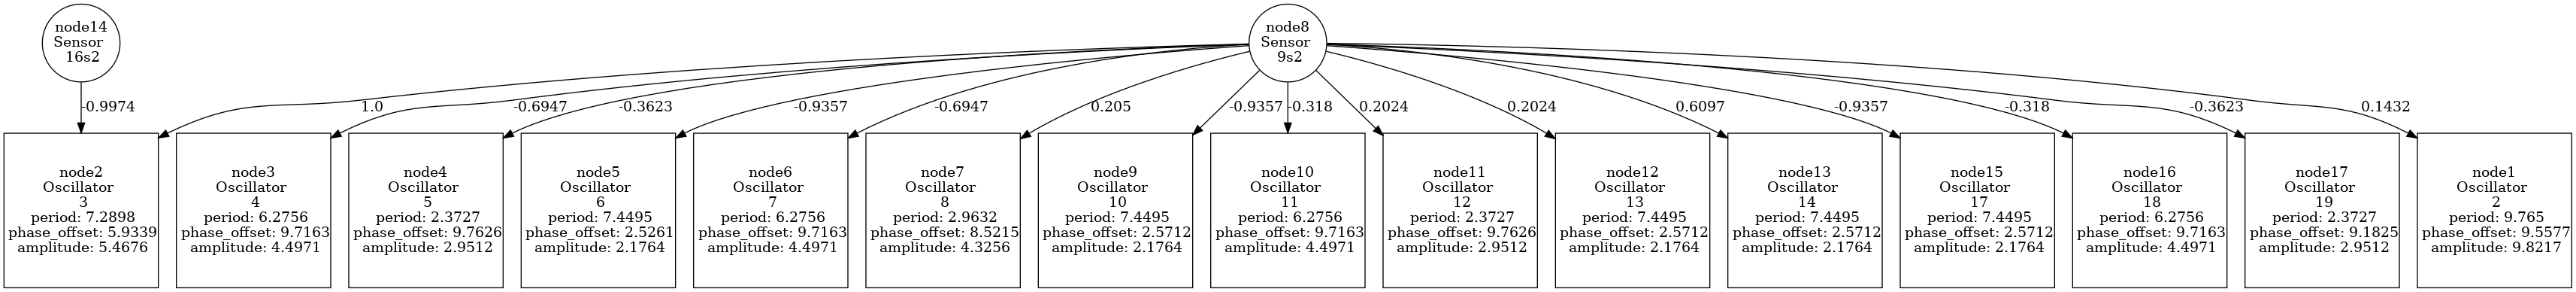 node14
Sensor
16s2
node8
Sensor
9s2
-0.9974
1.0
-0.6947
-0.3623
-0.9357
-0.6947
0.205
-0.9357
-0.318
0.2024
0.2024
0.6097
-0.9357
-0.318
-0.3623
0.1432
node2
Oscillator
3
period: 7.2898
phase_offset: 5.9339
amplitude: 5.4676
node3
Oscillator
4
period: 6.2756
phase_offset: 9.7163
amplitude: 4.4971
node4
Oscillator
5
period: 2.3727
phase_offset: 9.7626
amplitude: 2.9512
node5
Oscillator
6
period: 7.4495
phase_offset: 2.5261
amplitude: 2.1764
node6
Oscillator
7
period: 6.2756
phase_offset: 9.7163
amplitude: 4.4971
node7
Oscillator
8
period: 2.9632
phase_offset: 8.5215
amplitude: 4.3256
node9
Oscillator
10
period: 7.4495
phase_offset: 2.5712
amplitude: 2.1764
node10
Oscillator
11
period: 6.2756
phase_offset: 9.7163
amplitude: 4.4971
node11
Oscillator
12
period: 2.3727
phase_offset: 9.7626
amplitude: 2.9512
node12
Oscillator
13
period: 7.4495
phase_offset: 2.5712
amplitude: 2.1764
node13
Oscillator
14
period: 7.4495
phase_offset: 2.5712
amplitude: 2.1764
node15
Oscillator
17
period: 7.4495
phase_offset: 2.5712
amplitude: 2.1764
node16
Oscillator
18
period: 6.2756
phase_offset: 9.7163
amplitude: 4.4971
node17
Oscillator
19
period: 2.3727
phase_offset: 9.1825
amplitude: 2.9512
node1
Oscillator
2
period: 9.765
phase_offset: 9.5577
amplitude: 9.8217